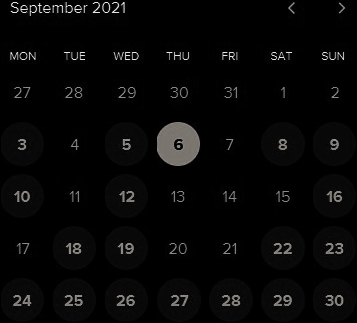 September 2021
MON TUE WED THU FRI SAT SUN
27 28 29 30 31 1 2
3 4 5 6 7 8 9
10 11 12 13 14 15 16
17 18 19 20 21 22 23
24 25 26 27 28 29 30